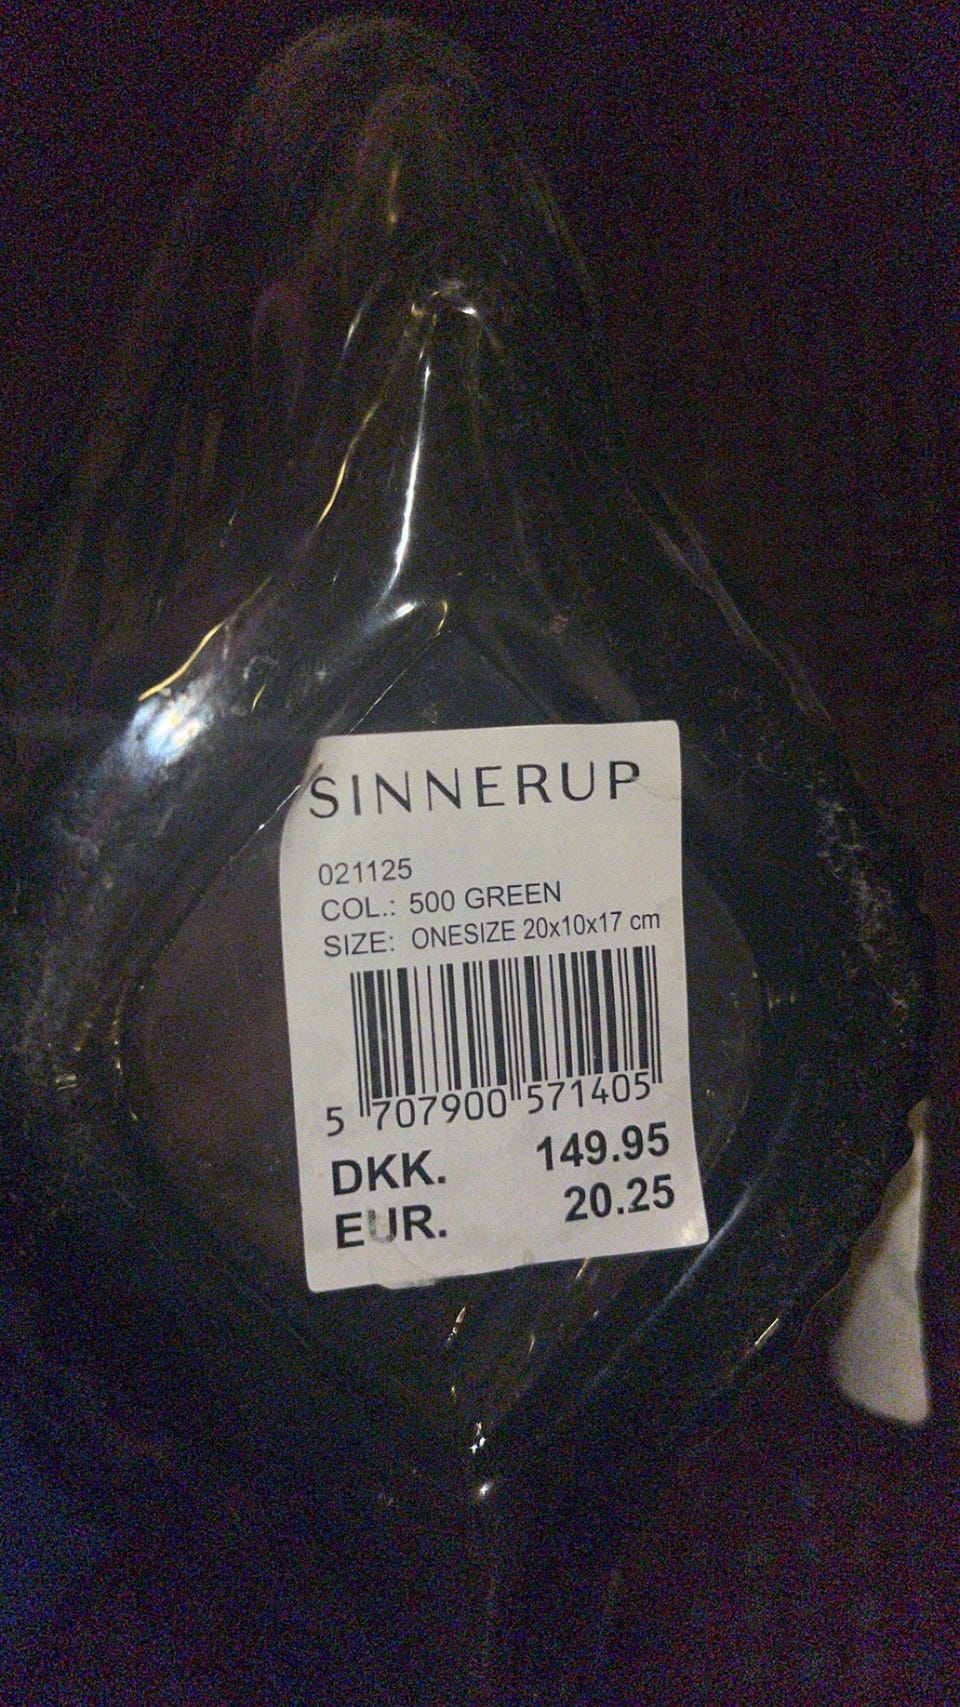 SINNERUP
021125
COL.: 500 GREEN
SIZE: ONESIZE 20x10x17 cm
5 707900 571405
DKK. 149.95
EUR. 20.25